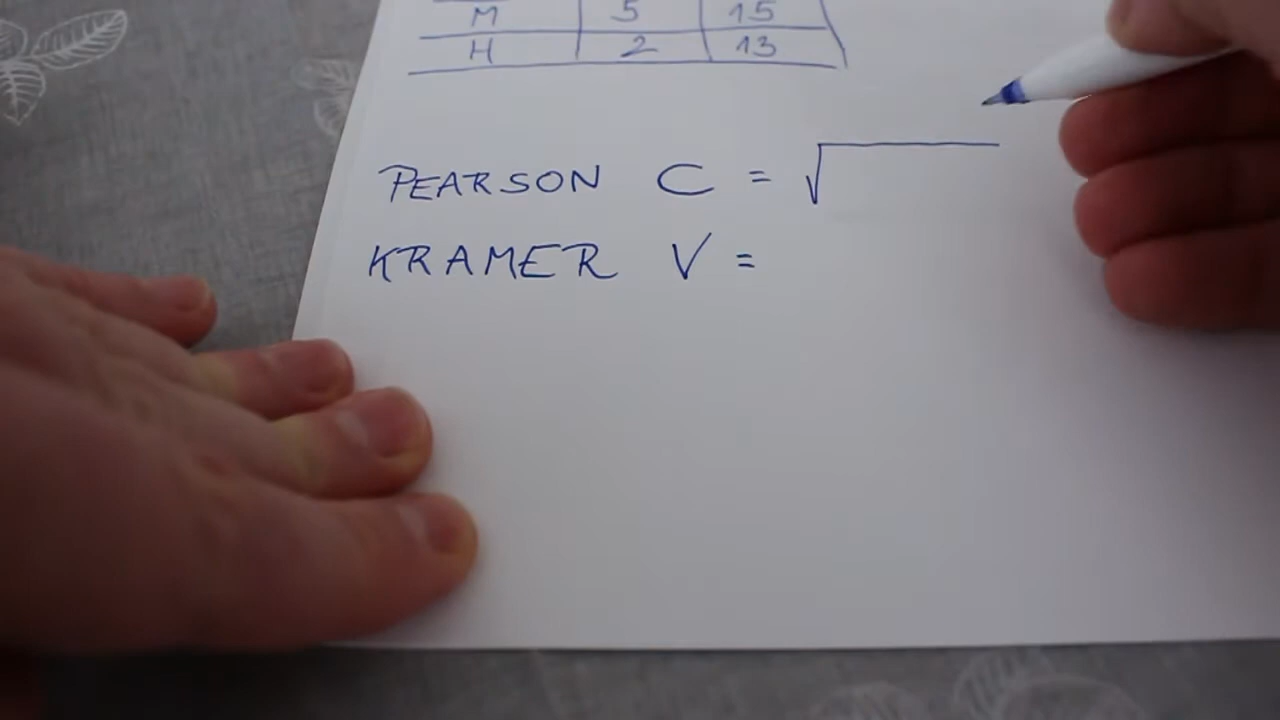 M 5 15
H 2 13
PEARSON C = √
KRAMER V =